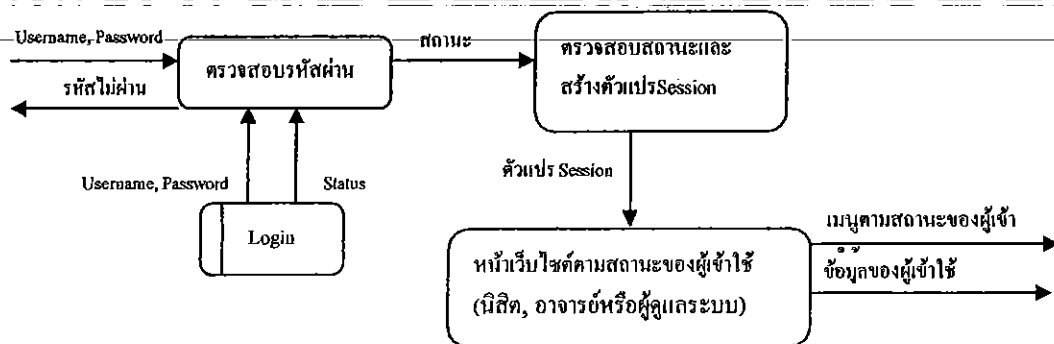 Username, Password
รหัสไม่ผ่าน
ตรวจสอบรหัสผ่าน
สถานะ
ตรวจสอบสถานะและ
สร้างตัวแปรSession
Username, Password
Status
Login
ตัวแปร Session
หน้าเว็บไซต์ตามสถานะของผู้เข้าใช้
(นิสิต, อาจารย์หรือผู้ดูแลระบบ)
เมนูตามสถานะของผู้เข้า
ข้อมูลของผู้เข้าใช้